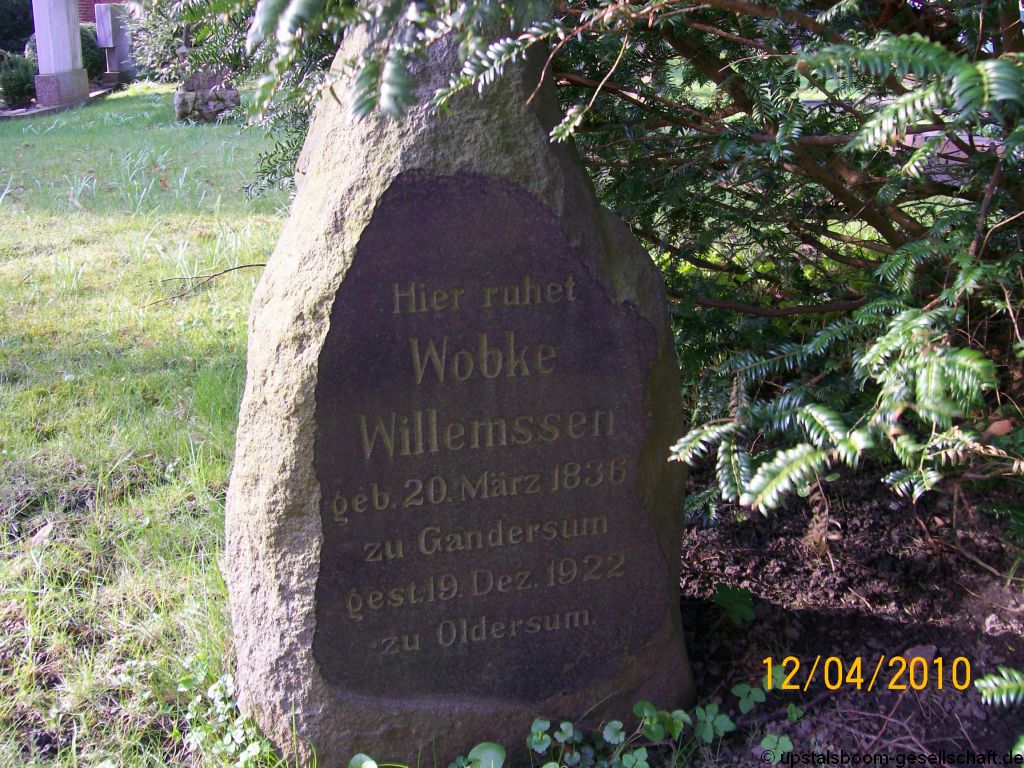 Hier ruhet
Wobke
Willemssen
geb. 20. März 1836
zu Gandersum
gest. 19. Dez. 1922
zu Oldersum.
12/04/2010
© upstalsboom-gesellschaft.de